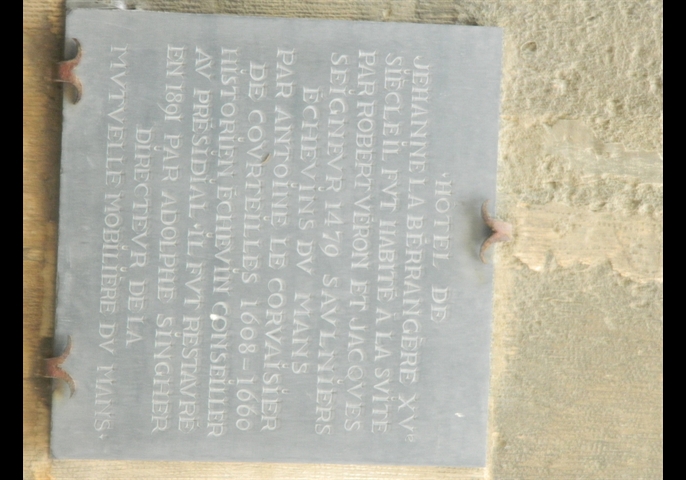 HOTEL DE
JEHANNE LA BERRANGÈRE XVᵉ
SIÈCLE IL FVT HABITÉ A LA SVITE
PAR ROBERT VÉRON ET JACQVES
SEIGNEVR 1479 SAVLNIERS
ECHEVINS DV MANS
PAR ANTOINE LE CORVAISIER
DE COVRTEILLES 1608-1660
HISTORIEN ECHEVIN CONSEILLER
AV PRÉSIDIAL · IL FVT RESTAVRÉ
EN 1891 PAR ADOLPHE SINGHER
DIRECTEVR DE LA
MVTVELLE MOBILIÈRE DV MANS·